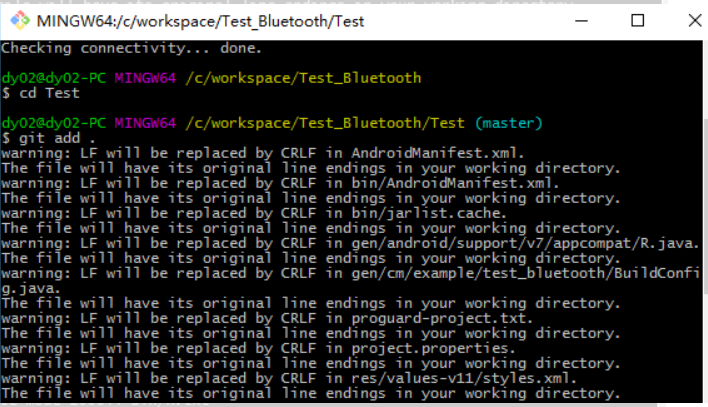 MINGW64:/c/workspace/Test_Bluetooth/Test
Checking connectivity... done.
dy02@dy02-PC MINGW64 /c/workspace/Test_Bluetooth
$ cd Test
dy02@dy02-PC MINGW64 /c/workspace/Test_Bluetooth/Test (master)
$ git add .
warning: LF will be replaced by CRLF in AndroidManifest.xml.
The file will have its original line endings in your working directory.
warning: LF will be replaced by CRLF in bin/AndroidManifest.xml.
The file will have its original line endings in your working directory.
warning: LF will be replaced by CRLF in bin/jarlist.cache.
The file will have its original line endings in your working directory.
warning: LF will be replaced by CRLF in gen/android/support/v7/appcompat/R.java.
The file will have its original line endings in your working directory.
warning: LF will be replaced by CRLF in gen/cm/example/test_bluetooth/BuildConfi
g.java.
The file will have its original line endings in your working directory.
warning: LF will be replaced by CRLF in proguard-project.txt.
The file will have its original line endings in your working directory.
warning: LF will be replaced by CRLF in project.properties.
The file will have its original line endings in your working directory.
warning: LF will be replaced by CRLF in res/values-v11/styles.xml.
The file will have its original line endings in your working directory.